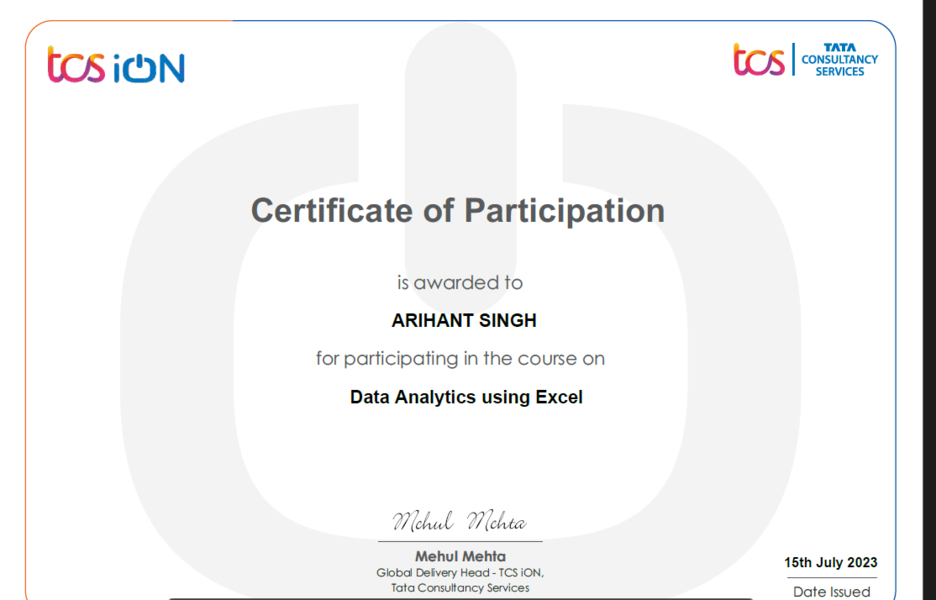 tcs iON
tcs | TATA
CONSULTANCY
SERVICES
Certificate of Participation
is awarded to
ARIHANT SINGH
for participating in the course on
Data Analytics using Excel
Mehul Mehta
Mehul Mehta
Global Delivery Head - TCS iON,
Tata Consultancy Services
15th July 2023
Date Issued